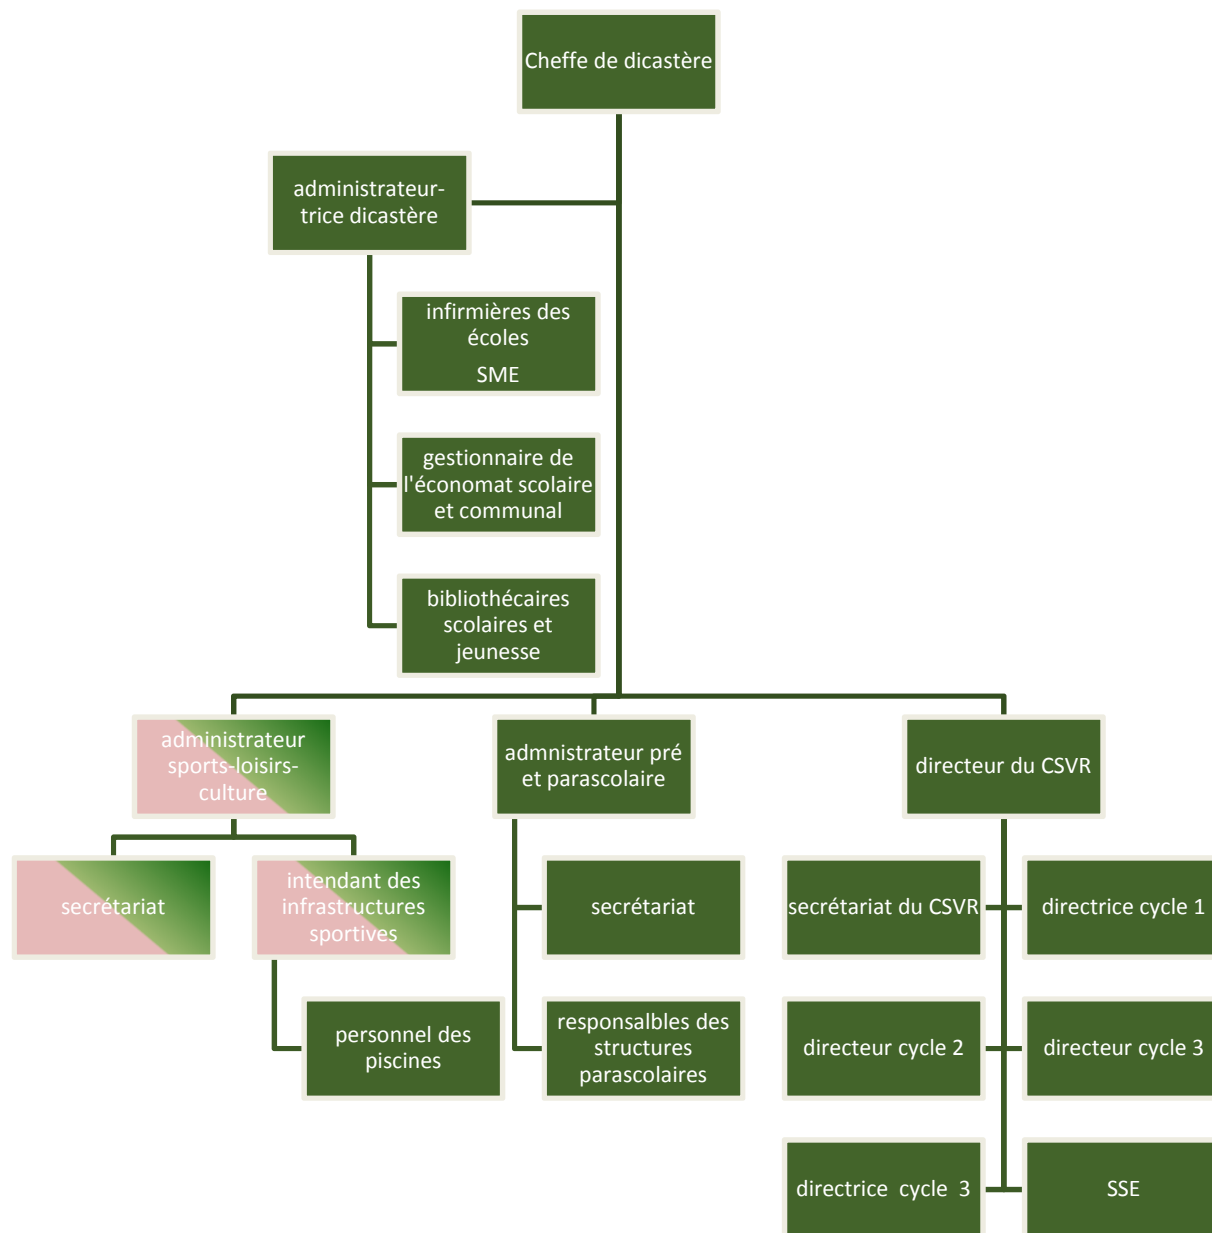 Cheffe de dicastère
administrateur-
trice dicastère
infirmières des
écoles
SME
gestionnaire de
l'économat scolaire
et communal
bibliothécaires
scolaires et
jeunesse
administrateur
sports-loisirs-
culture
admnistrateur pré
et parascolaire
directeur du CSVR
secrétariat
intendant des
infrastructures
sportives
secrétariat
secrétariat du CSVR
directrice cycle 1
personnel des
piscines
responsalbles des
structures
parascolaires
directeur cycle 2
directeur cycle 3
directrice cycle 3
SSE